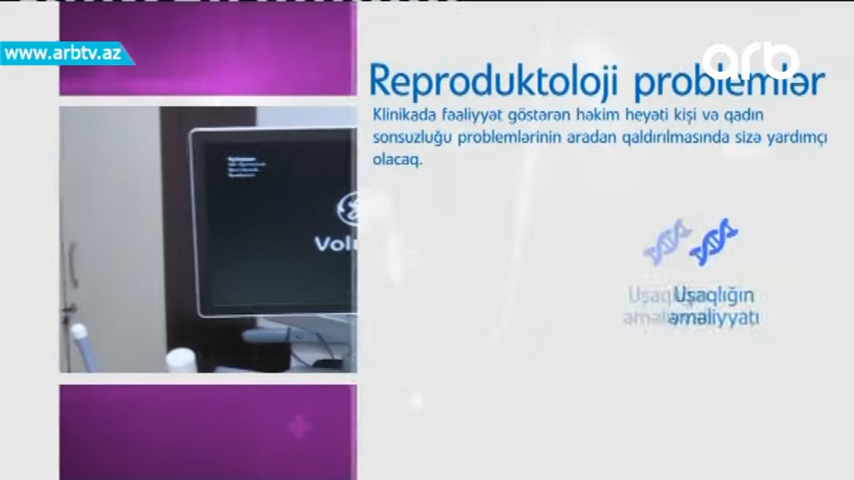 www.arbtv.az
arb
Reproduktoloji problemlər
Klinikada fəaliyyət göstərən həkim heyəti kişi və qadın
sonsuzluğu problemlərinin aradan qaldırılmasında sizə yardımçı
olacaq.
Uşaqlığın
əməliyyatı